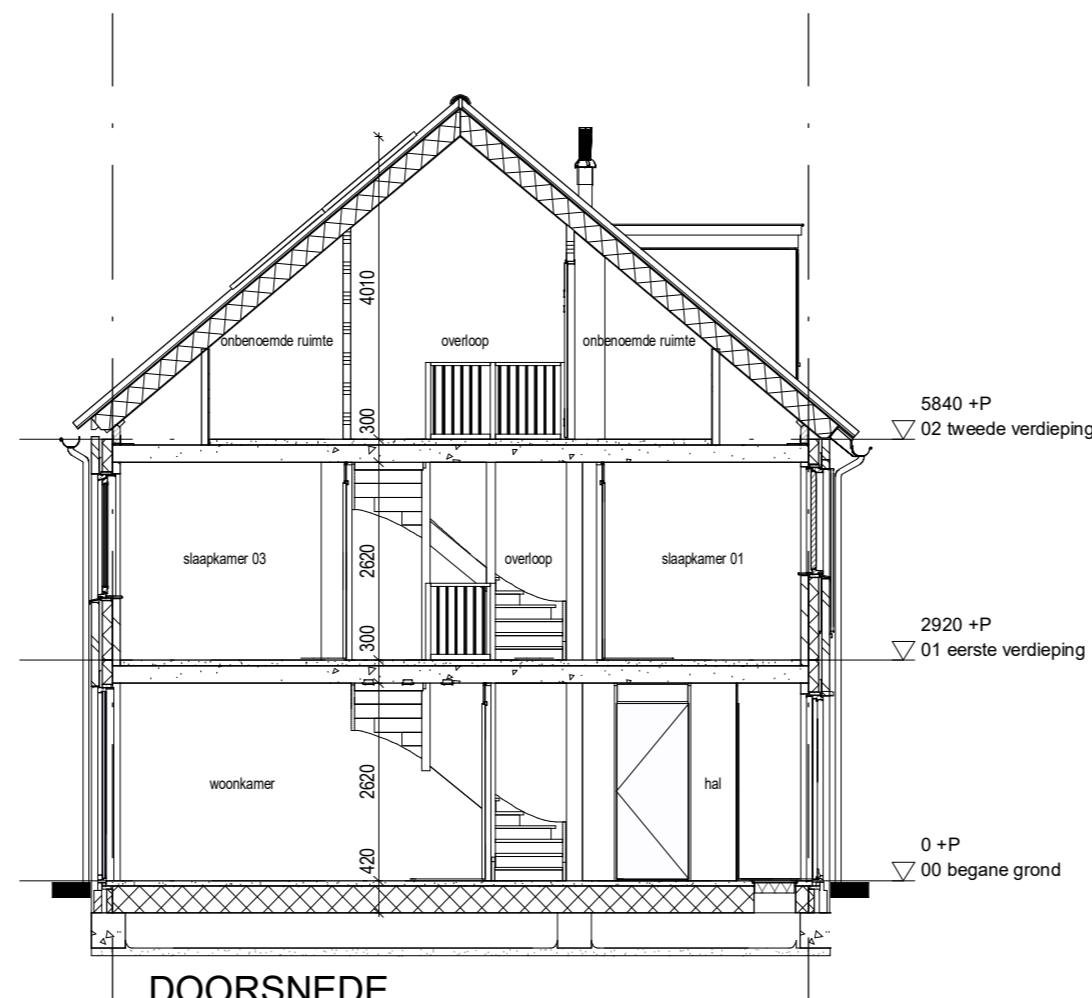 4010
onbenoemde ruimte
overloop
onbenoemde ruimte
300
5840 +P
02 tweede verdieping
slaapkamer 03
2620
overloop
slaapkamer 01
300
2920 +P
01 eerste verdieping
woonkamer
2620
hal
420
0 +P
00 begane grond
DOORSNEDE